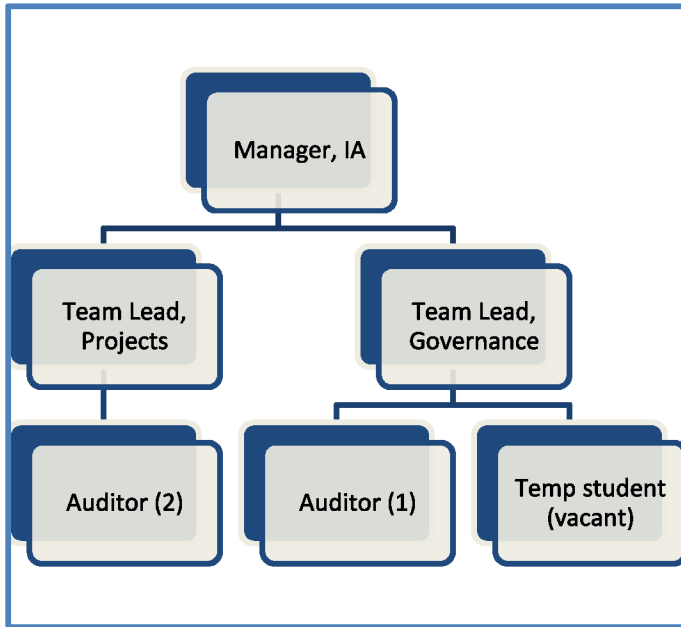 Manager, IA
Team Lead,
Projects
Team Lead,
Governance
Auditor (2)
Auditor (1)
Temp student
(vacant)